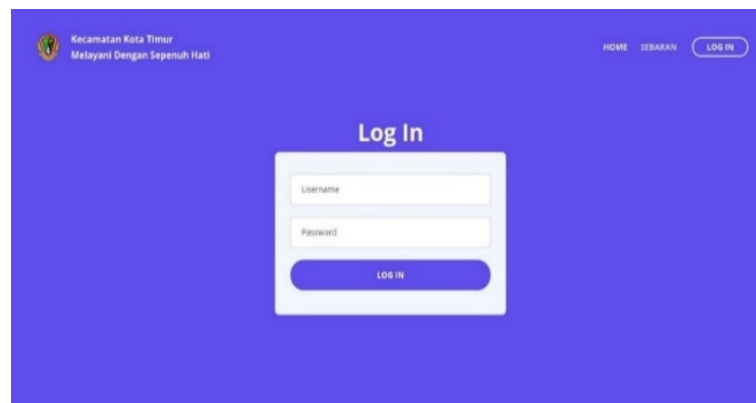 Kecamatan Kota Timur
Melayani Dengan Sepenuh Hati
HOME SEBARAN LOG IN
Log In
Username
Password
LOG IN